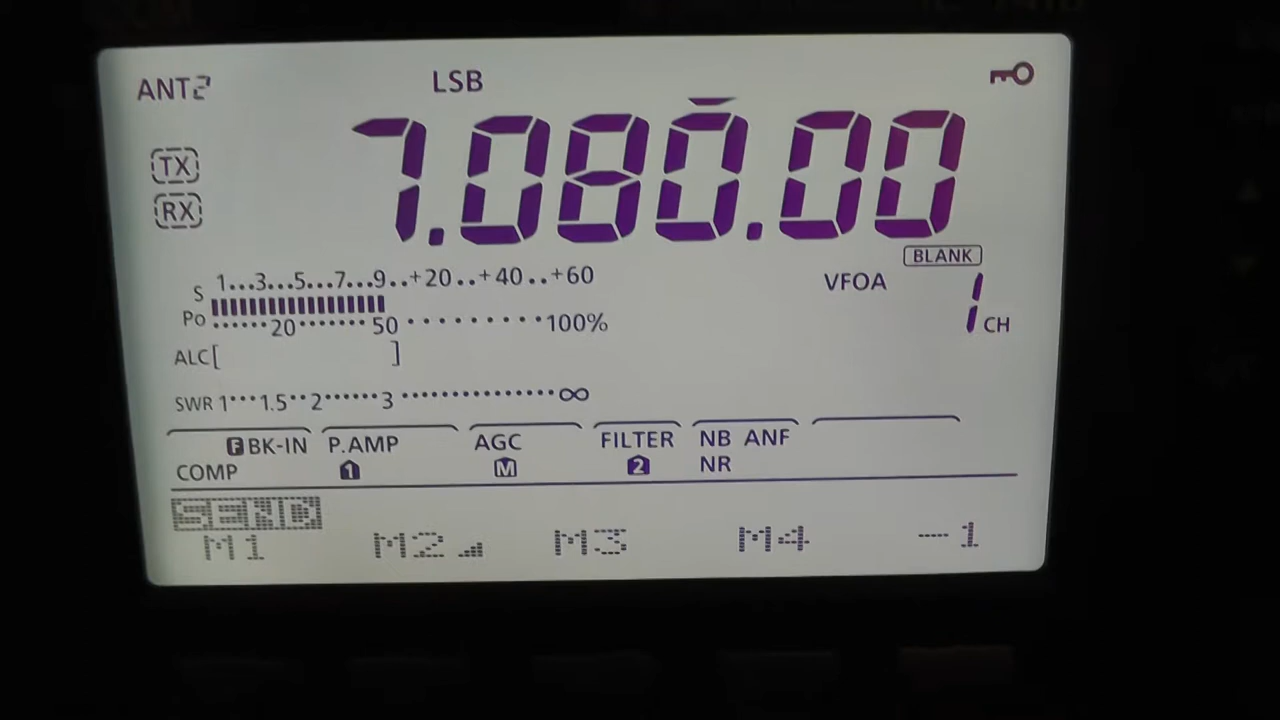 ANT2 LSB
7.080.00
TX
RX
BLANK
S 1...3...5...7...9..+20..+40..+60 VFOA 1 CH
Po ······20·······50·········100%
ALC[ ]
SWR 1···1.5··2······3··············∞
F BK-IN P.AMP AGC FILTER NB ANF
COMP 1 M 2 NR
SEND
M1 M2 M3 M4 ---1